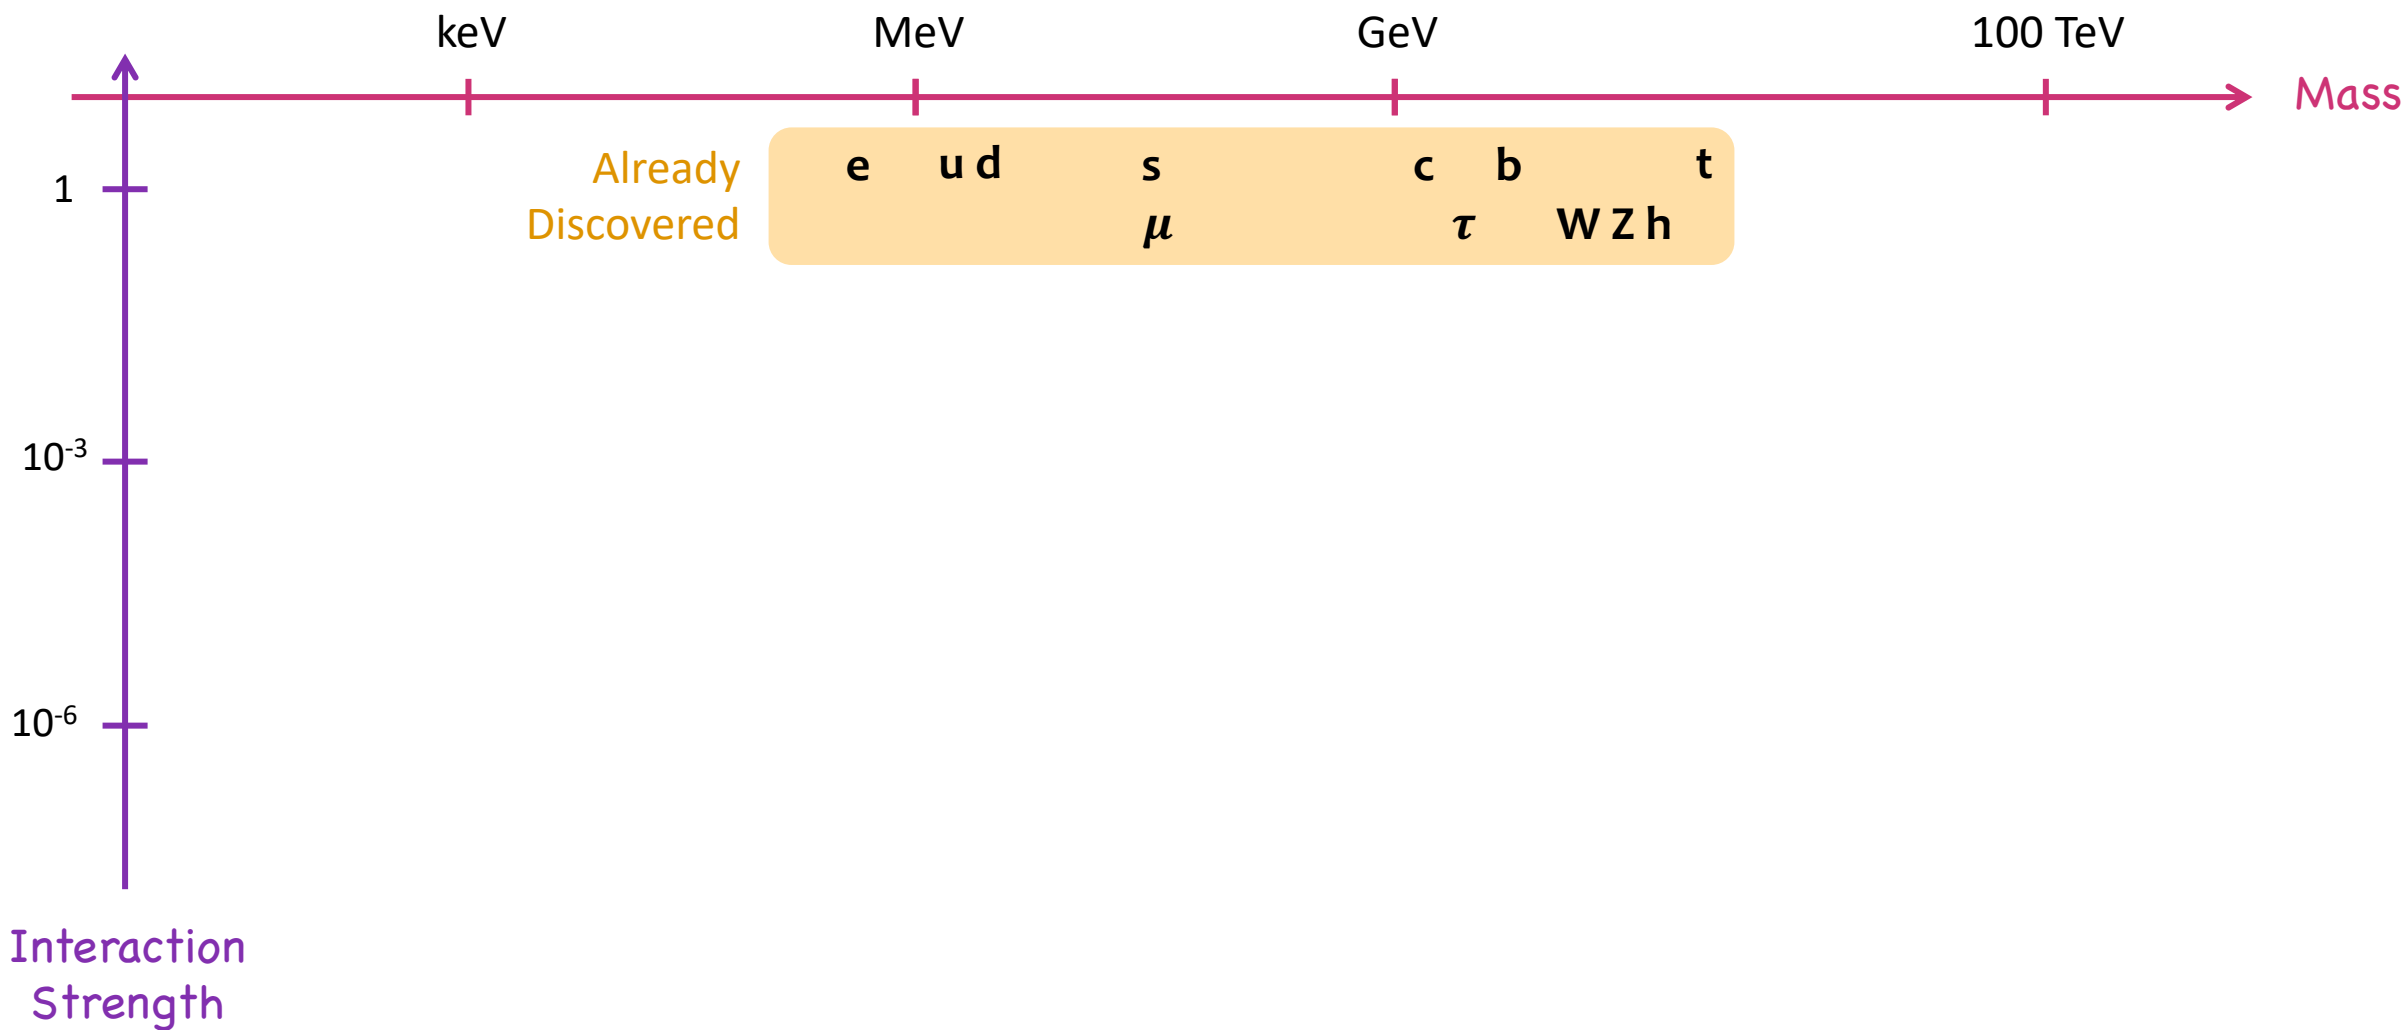 keV MeV GeV 100 TeV
Mass
Already
Discovered
e u d s c b t
μ τ W Z h
1
10⁻³
10⁻⁶
Interaction
Strength